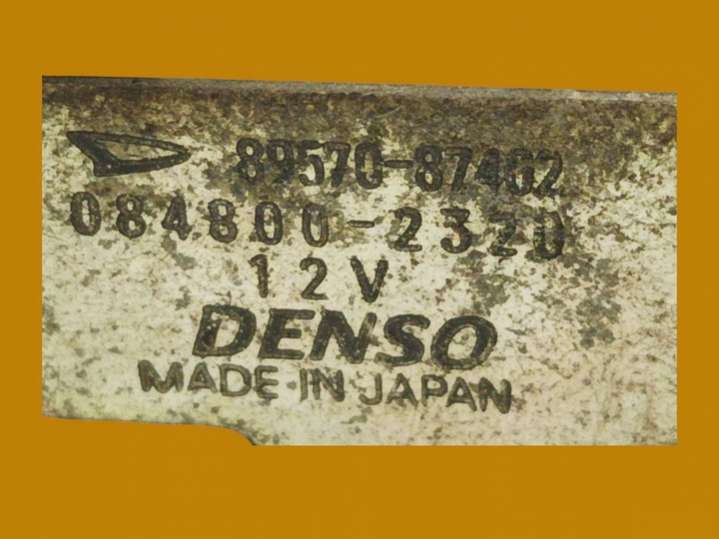 89570-87402
084800-2320
12V
DENSO
MADE IN JAPAN